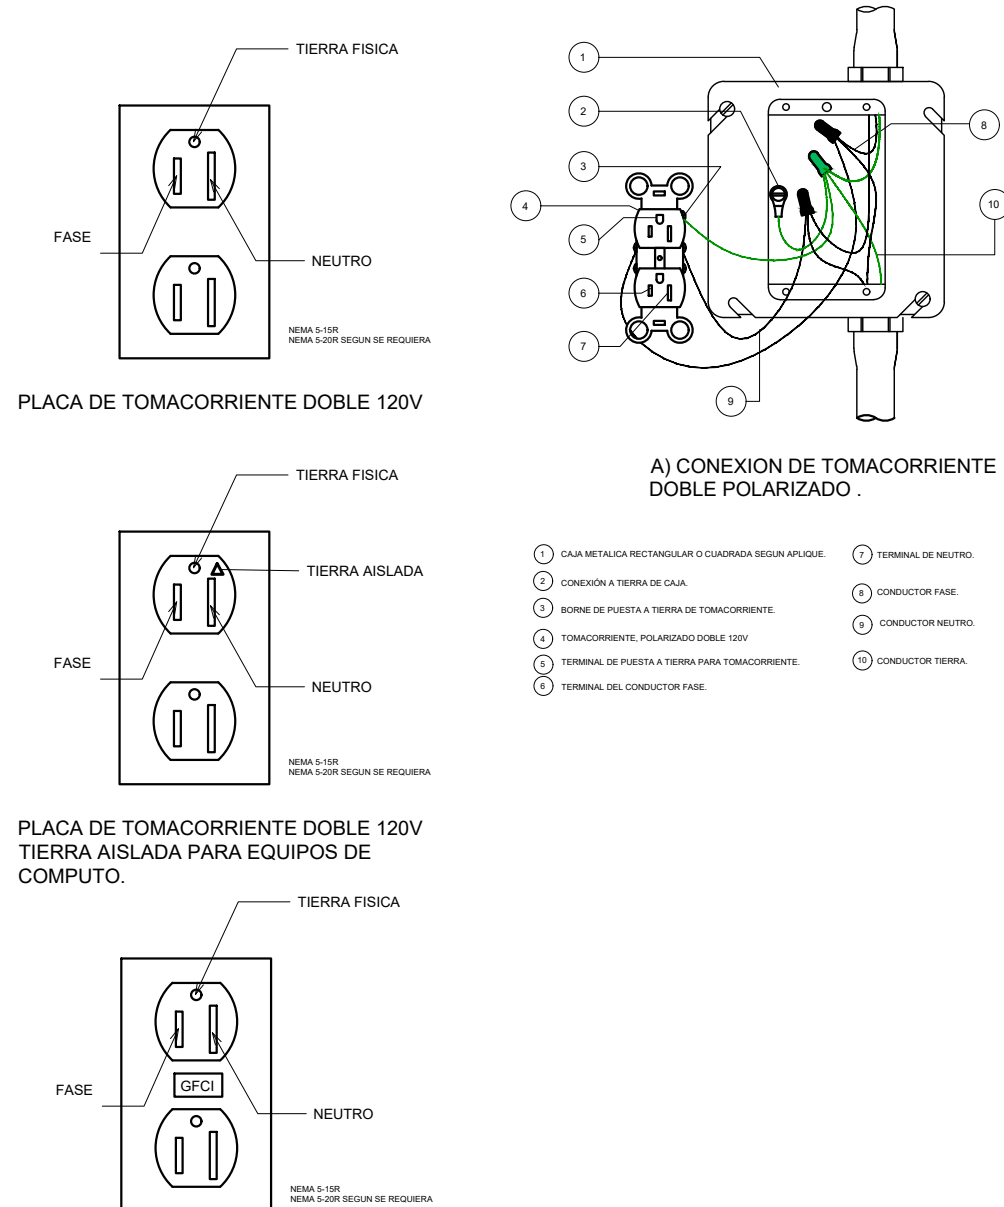 TIERRA FISICA
FASE
NEUTRO
NEMA 5-15R
NEMA 5-20R SEGUN SE REQUIERA
PLACA DE TOMACORRIENTE DOBLE 120V
TIERRA FISICA
TIERRA AISLADA
FASE
NEUTRO
NEMA 5-15R
NEMA 5-20R SEGUN SE REQUIERA
PLACA DE TOMACORRIENTE DOBLE 120V
TIERRA AISLADA PARA EQUIPOS DE
COMPUTO.
TIERRA FISICA
FASE
GFCI
NEUTRO
NEMA 5-15R
NEMA 5-20R SEGUN SE REQUIERA
1
2
3
4
5
6
7
8
10
9
A) CONEXION DE TOMACORRIENTE
DOBLE POLARIZADO .
1 CAJA METALICA RECTANGULAR O CUADRADA SEGUN APLIQUE.
2 CONEXIÓN A TIERRA DE CAJA.
3 BORNE DE PUESTA A TIERRA DE TOMACORRIENTE.
4 TOMACORRIENTE, POLARIZADO DOBLE 120V
5 TERMINAL DE PUESTA A TIERRA PARA TOMACORRIENTE.
6 TERMINAL DEL CONDUCTOR FASE.
7 TERMINAL DE NEUTRO.
8 CONDUCTOR FASE.
9 CONDUCTOR NEUTRO.
10 CONDUCTOR TIERRA.